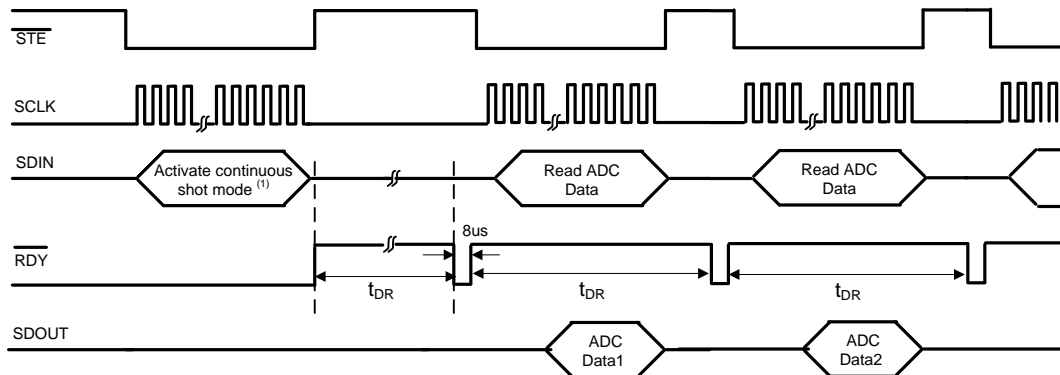 STE
SCLK
SDIN
Activate continuous
shot mode (1)
Read ADC
Data
Read ADC
Data
RDY
8us
tDR
tDR
tDR
SDOUT
ADC
Data1
ADC
Data2